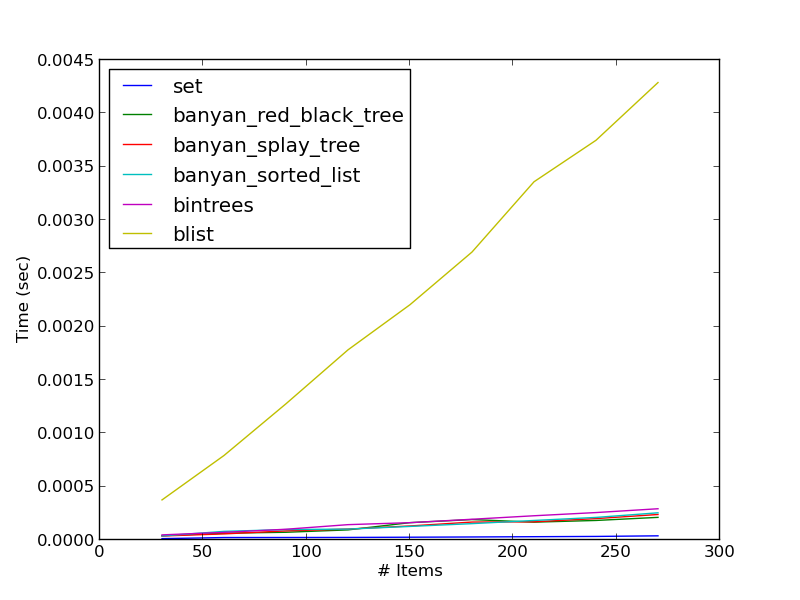 0.0045
0.0040
0.0035
0.0030
0.0025
0.0020
0.0015
0.0010
0.0005
0.0000
Time (sec)
set
banyan_red_black_tree
banyan_splay_tree
banyan_sorted_list
bintrees
blist
0 50 100 150 200 250 300
# Items